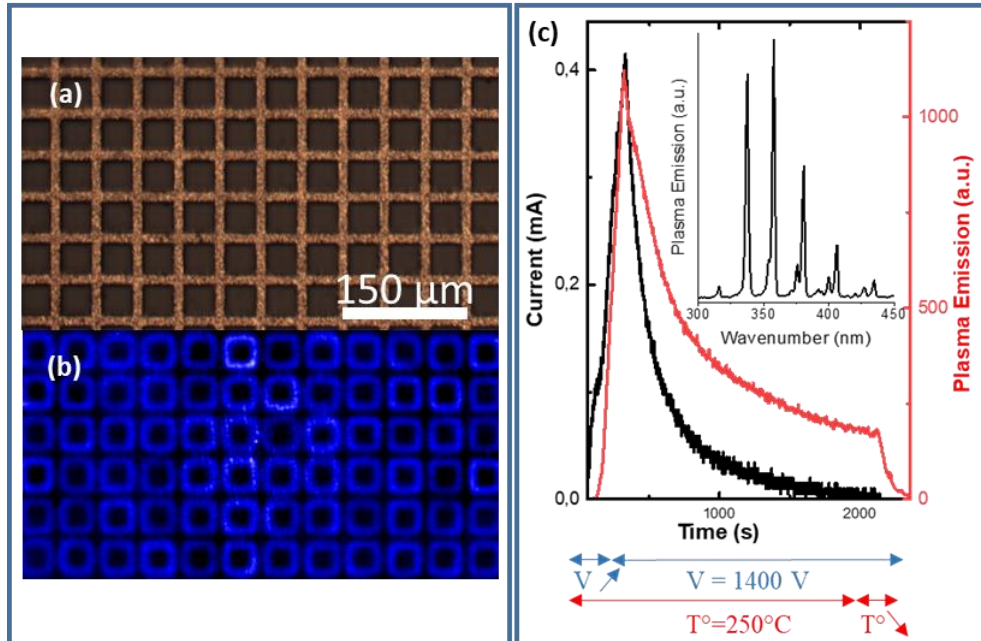 (a)
150 µm
(b)
(c)
0,4
0,2
0,0
Current (mA)
1000
2000
Time (s)
1000
500
0
Plasma Emission (a.u.)
Plasma Emission (a.u.)
300
350
400
450
Wavenumber (nm)
V
V = 1400 V
T°=250°C
T°